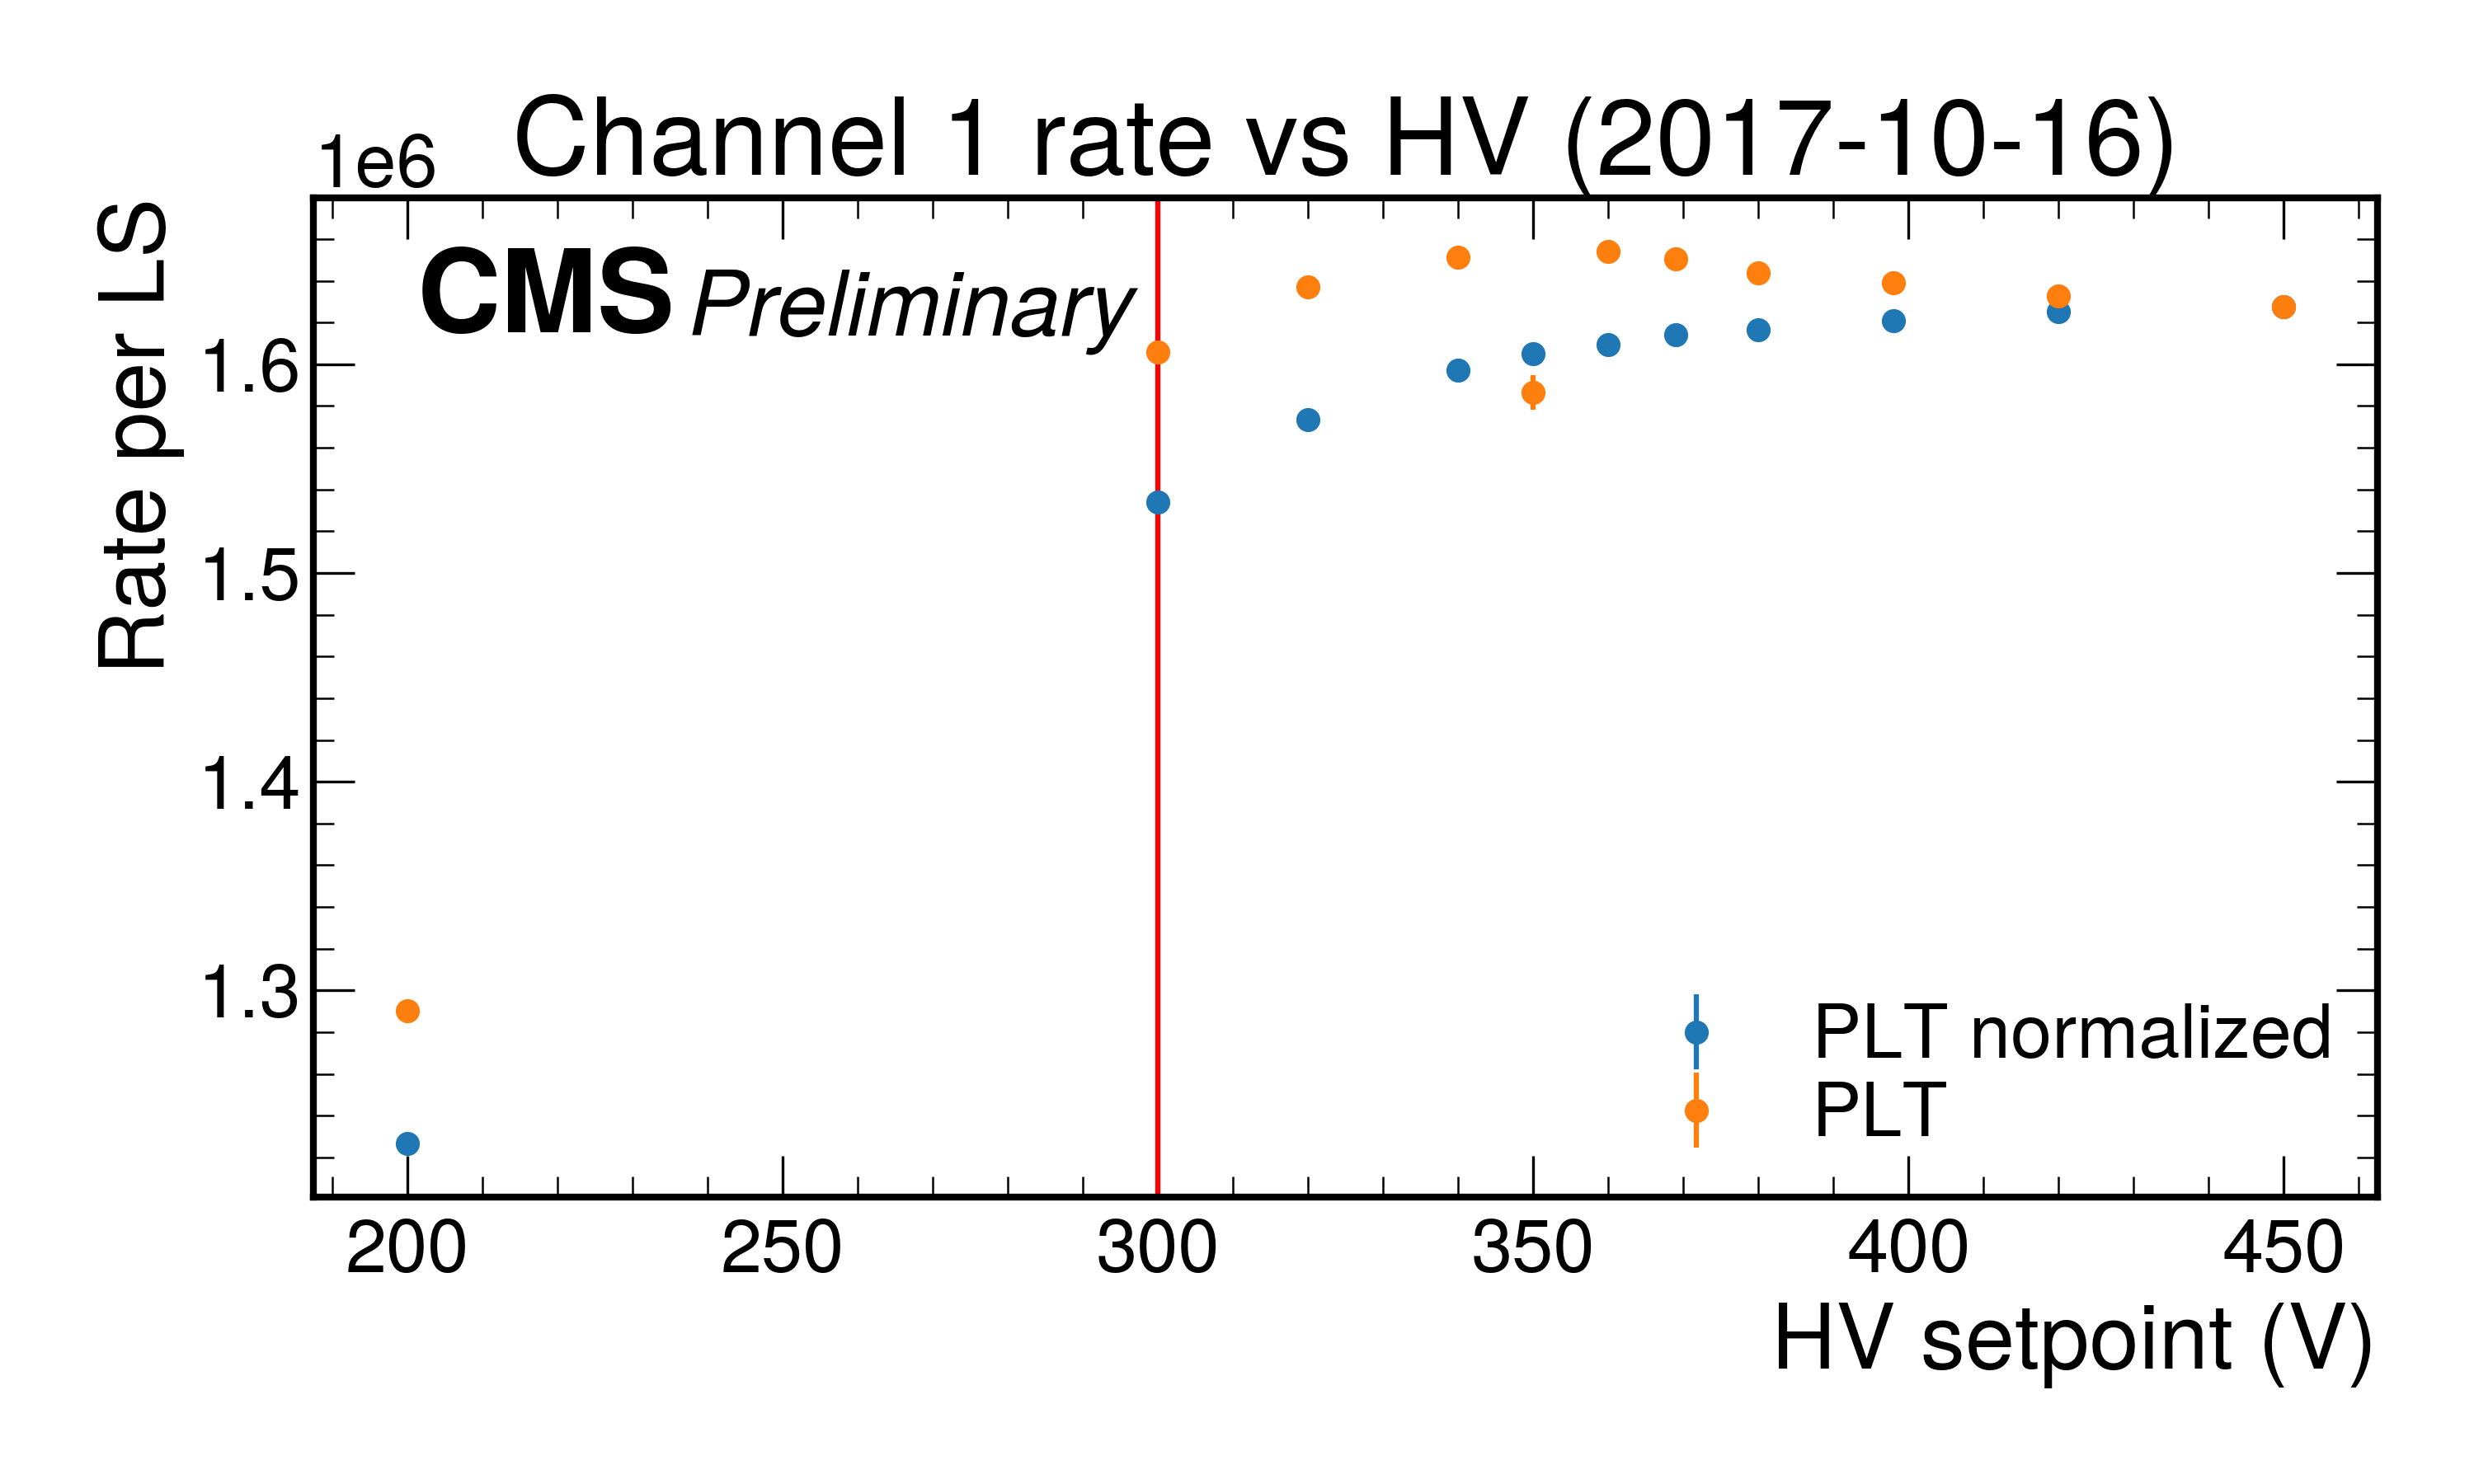 Channel 1 rate vs HV (2017-10-16)
1e6
CMS Preliminary
Rate per LS
1.6
1.5
1.4
1.3
PLT normalized
PLT
200 250 300 350 400 450
HV setpoint (V)